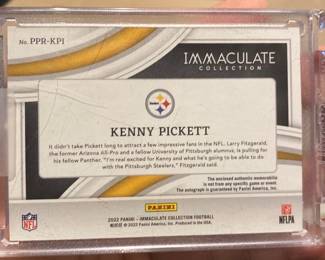 No. PPR-KPI
IMMACULATE
COLLECTION
Steelers
KENNY PICKETT
It didn't take Pickett long to attract a few impressive fans in the NFL. Larry Fitzgerald,
the former Arizona All-Pro and a fellow University of Pittsburgh alumnus, is pulling for
his fellow Panther. "I'm really excited for Kenny and what he's going to be able to do
with the Pittsburgh Steelers," Fitzgerald said.
The enclosed authentic memorabilia
is not from any specific game or event.
The autograph is guaranteed by Panini America, Inc.
NFL
PANINI
2022 PANINI – IMMACULATE COLLECTION FOOTBALL
© 2022 Panini America, Inc. Produced in the USA.
NFLPA